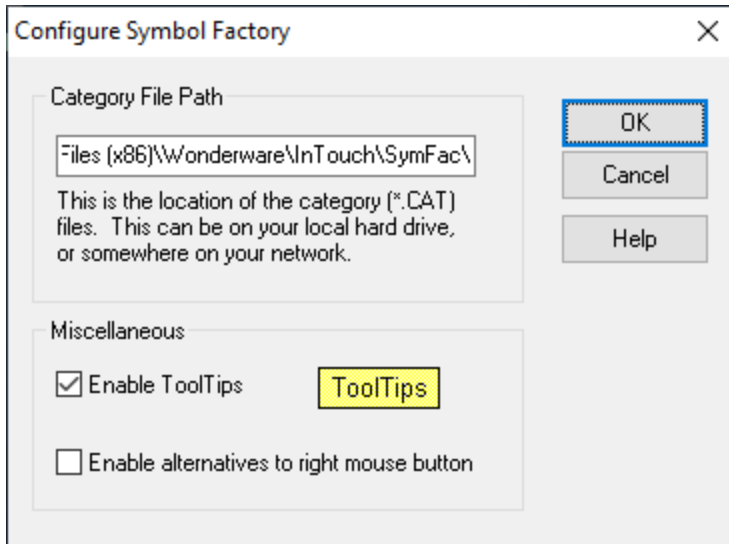 Configure Symbol Factory
Category File Path
Files (x86)\Wonderware\InTouch\SymFac\
This is the location of the category (*.CAT)
files. This can be on your local hard drive,
or somewhere on your network.
OK
Cancel
Help
Miscellaneous
Enable ToolTips
ToolTips
Enable alternatives to right mouse button